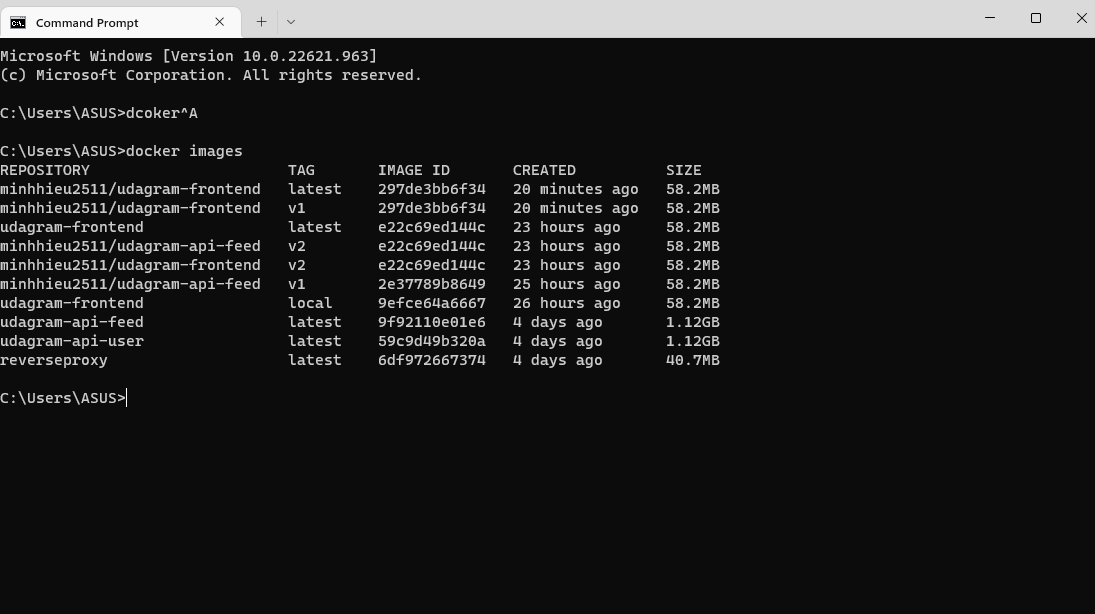 Command Prompt
Microsoft Windows [Version 10.0.22621.963]
(c) Microsoft Corporation. All rights reserved.
C:\Users\ASUS>dcoker^A
C:\Users\ASUS>docker images
REPOSITORY                      TAG       IMAGE ID       CREATED          SIZE
minhhieu2511/udagram-frontend   latest    297de3bb6f34   20 minutes ago   58.2MB
minhhieu2511/udagram-frontend   v1        297de3bb6f34   20 minutes ago   58.2MB
udagram-frontend                latest    e22c69ed144c   23 hours ago     58.2MB
minhhieu2511/udagram-api-feed   v2        e22c69ed144c   23 hours ago     58.2MB
minhhieu2511/udagram-frontend   v2        e22c69ed144c   23 hours ago     58.2MB
minhhieu2511/udagram-api-feed   v1        2e37789b8649   25 hours ago     58.2MB
udagram-frontend                local     9efce64a6667   26 hours ago     58.2MB
udagram-api-feed                latest    9f92110e01e6   4 days ago       1.12GB
udagram-api-user                latest    59c9d49b320a   4 days ago       1.12GB
reverseproxy                    latest    6df972667374   4 days ago       40.7MB
C:\Users\ASUS>